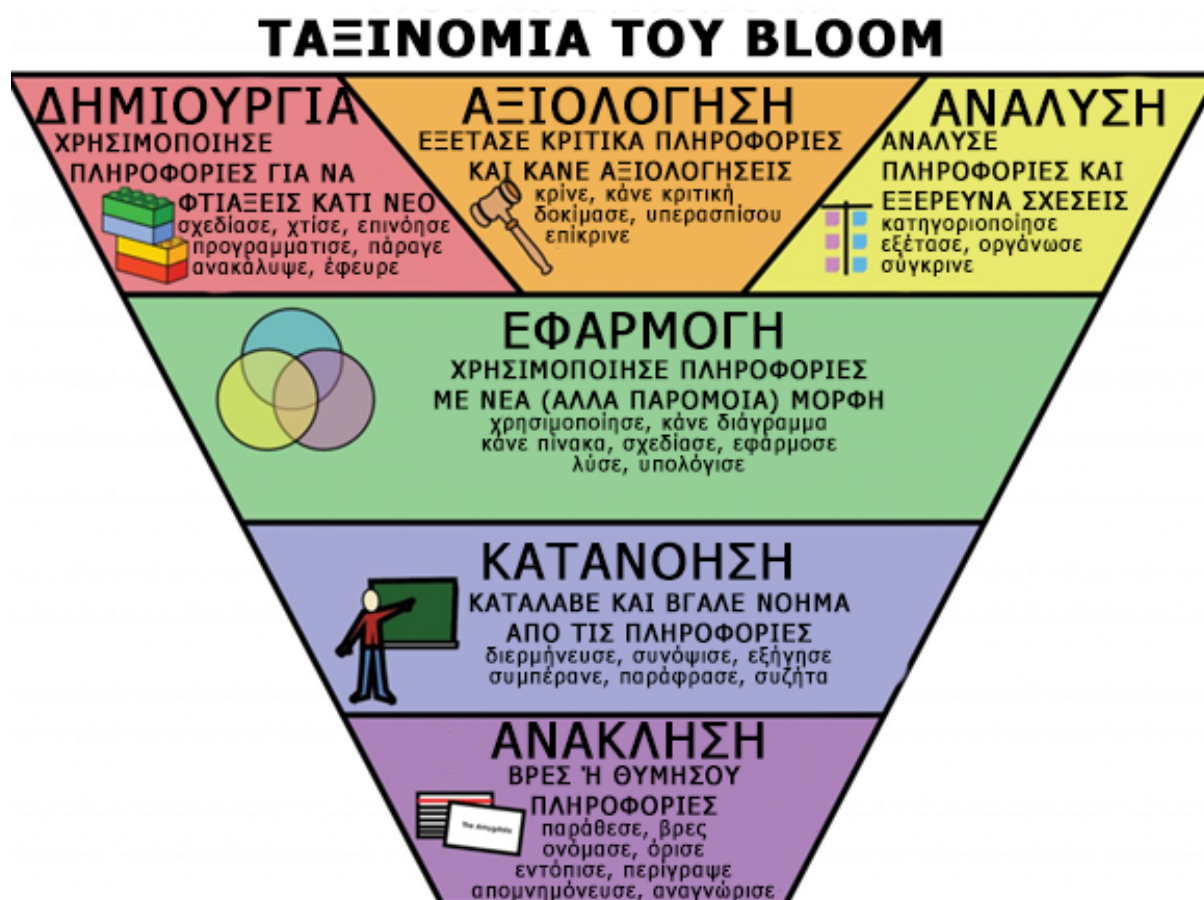 ΤΑΞΙΝΟΜΙΑ ΤΟΥ BLOOM
ΔΗΜΙΟΥΡΓΙΑ
ΧΡΗΣΙΜΟΠΟΙΗΣΕ
ΠΛΗΡΟΦΟΡΙΕΣ ΓΙΑ ΝΑ
ΦΤΙΑΞΕΙΣ ΚΑΤΙ ΝΕΟ
σχεδίασε, χτίσε, επινόησε
προγραμματισε, πάραγε
ανακάλυψε, έφευρε
ΑΞΙΟΛΟΓΗΣΗ
ΕΞΕΤΑΣΕ ΚΡΙΤΙΚΑ ΠΛΗΡΟΦΟΡΙΕΣ
ΚΑΙ ΚΑΝΕ ΑΞΙΟΛΟΓΗΣΕΙΣ
κρίνε, κάνε κριτική
δοκίμασε, υπερασπίσου
επίκρινε
ΑΝΑΛΥΣΗ
ΑΝΑΛΥΣΕ
ΠΛΗΡΟΦΟΡΙΕΣ ΚΑΙ
ΕΞΕΡΕΥΝΑ ΣΧΕΣΕΙΣ
κατηγοριοποίησε
εξέτασε, οργάνωσε
σύγκρινε
ΕΦΑΡΜΟΓΗ
ΧΡΗΣΙΜΟΠΟΙΗΣΕ ΠΛΗΡΟΦΟΡΙΕΣ
ΜΕ ΝΕΑ (ΑΛΛΑ ΠΑΡΟΜΟΙΑ) ΜΟΡΦΗ
χρησιμοποίησε, κάνε διάγραμμα
κάνε πίνακα, σχεδίασε, εφάρμοσε
λύσε, υπολόγισε
ΚΑΤΑΝΟΗΣΗ
ΚΑΤΑΛΑΒΕ ΚΑΙ ΒΓΑΛΕ ΝΟΗΜΑ
ΑΠΟ ΤΙΣ ΠΛΗΡΟΦΟΡΙΕΣ
διερμήνευσε, συνόψισε, εξήγησε
συμπέρανε, παράφρασε, συζήτα
ΑΝΑΚΛΗΣΗ
ΒΡΕΣ Ή ΘΥΜΗΣΟΥ
ΠΛΗΡΟΦΟΡΙΕΣ
The Amygdala
παράθεσε, βρες
ονόμασε, όρισε
εντόπισε, περίγραψε
απομνημόνευσε, αναγνώρισε